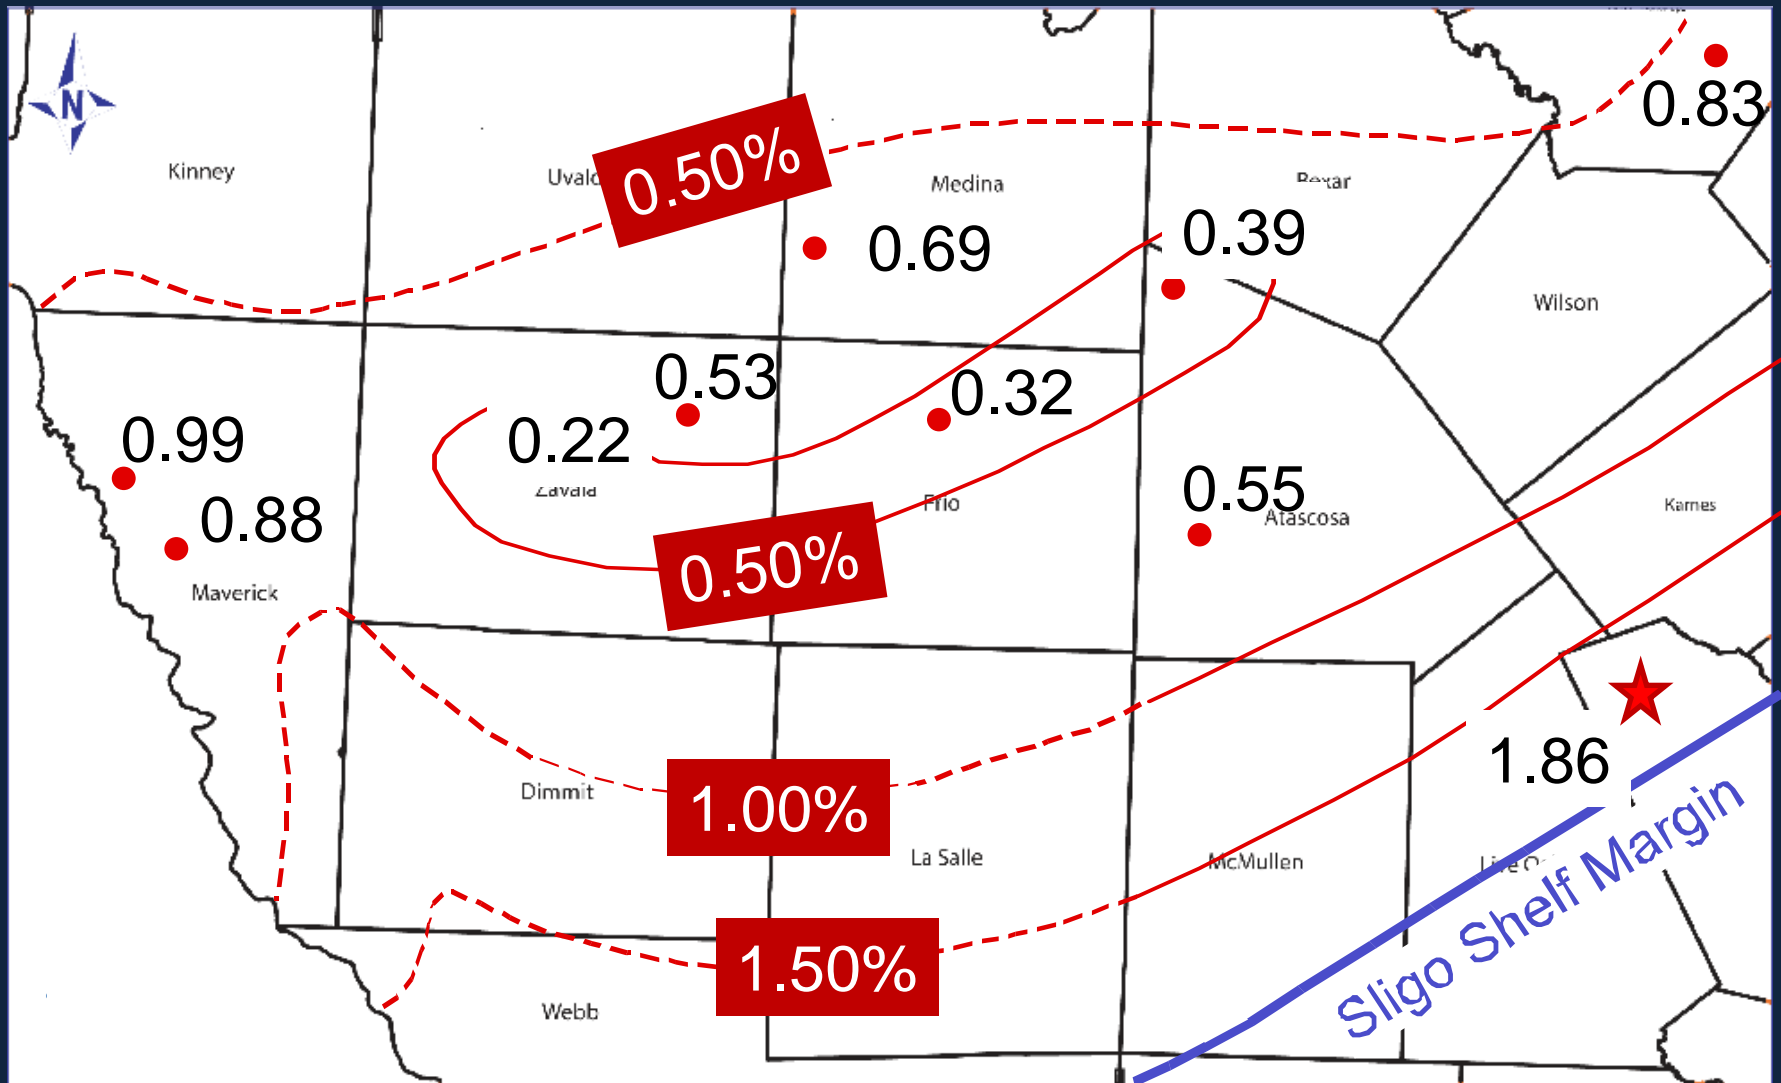 N
0.83
0.50%
Kinney
Medina
0.39
0.69
Wilson
0.53
0.32
0.99
0.22
0.55
0.88
Zavala
Frio
Atascosa
Karnes
0.50%
Maverick
1.86
Dimmit
1.00%
La Salle
McMullen
Sligo Shelf Margin
1.50%
Webb